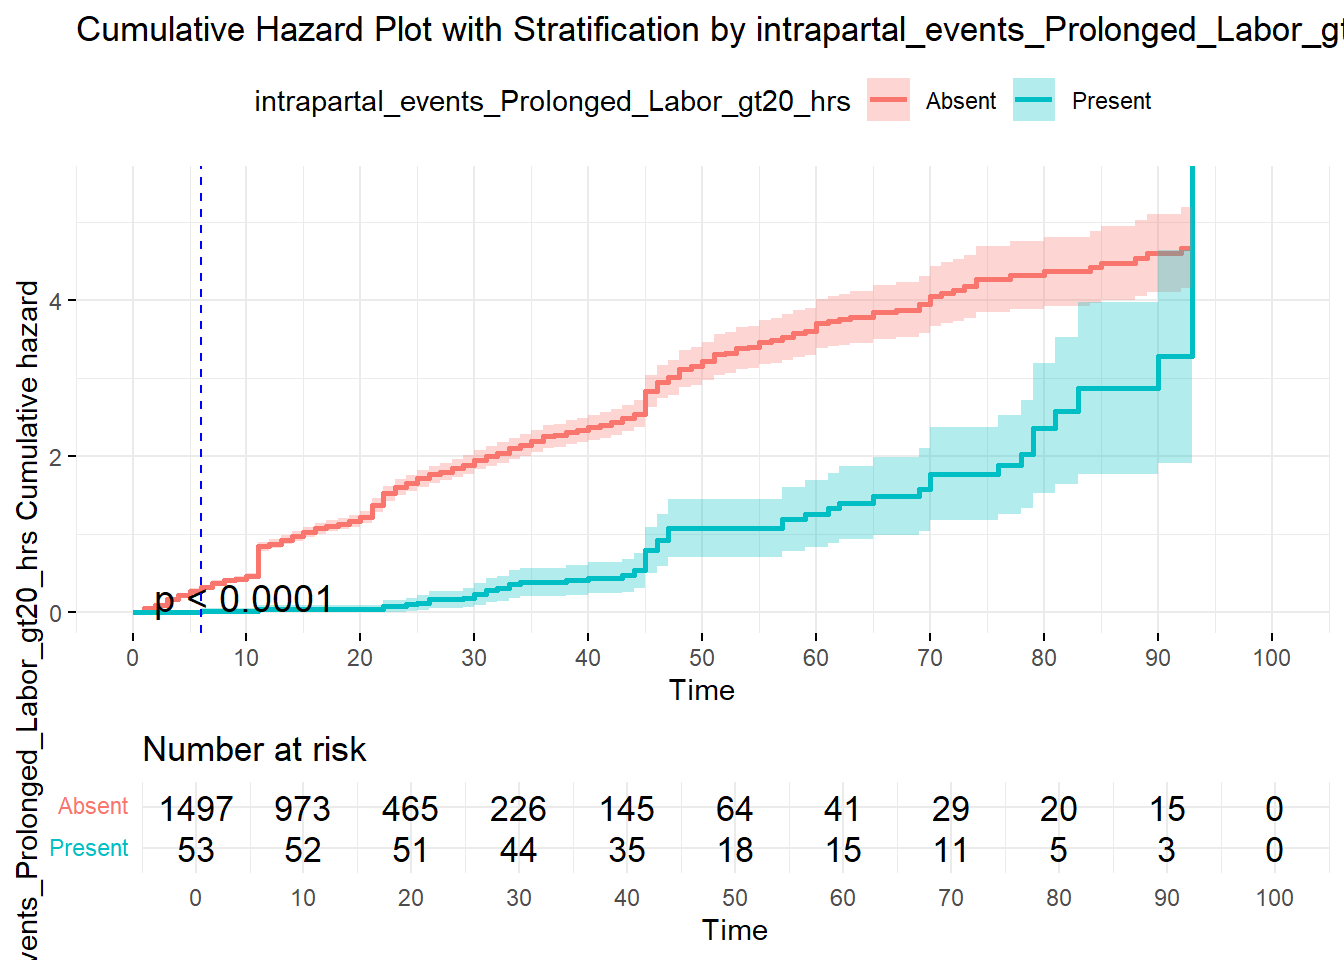 Cumulative Hazard Plot with Stratification by intrapartal_events_Prolonged_Labor_gt
intrapartal_events_Prolonged_Labor_gt20_hrs Absent Present
vents_Prolonged_Labor_gt20_hrs Cumulative hazard
4
2
0
p < 0.0001
0 10 20 30 40 50 60 70 80 90 100
Time
Number at risk
Absent 1497 973 465 226 145 64 41 29 20 15 0
Present 53 52 51 44 35 18 15 11 5 3 0
0 10 20 30 40 50 60 70 80 90 100
Time